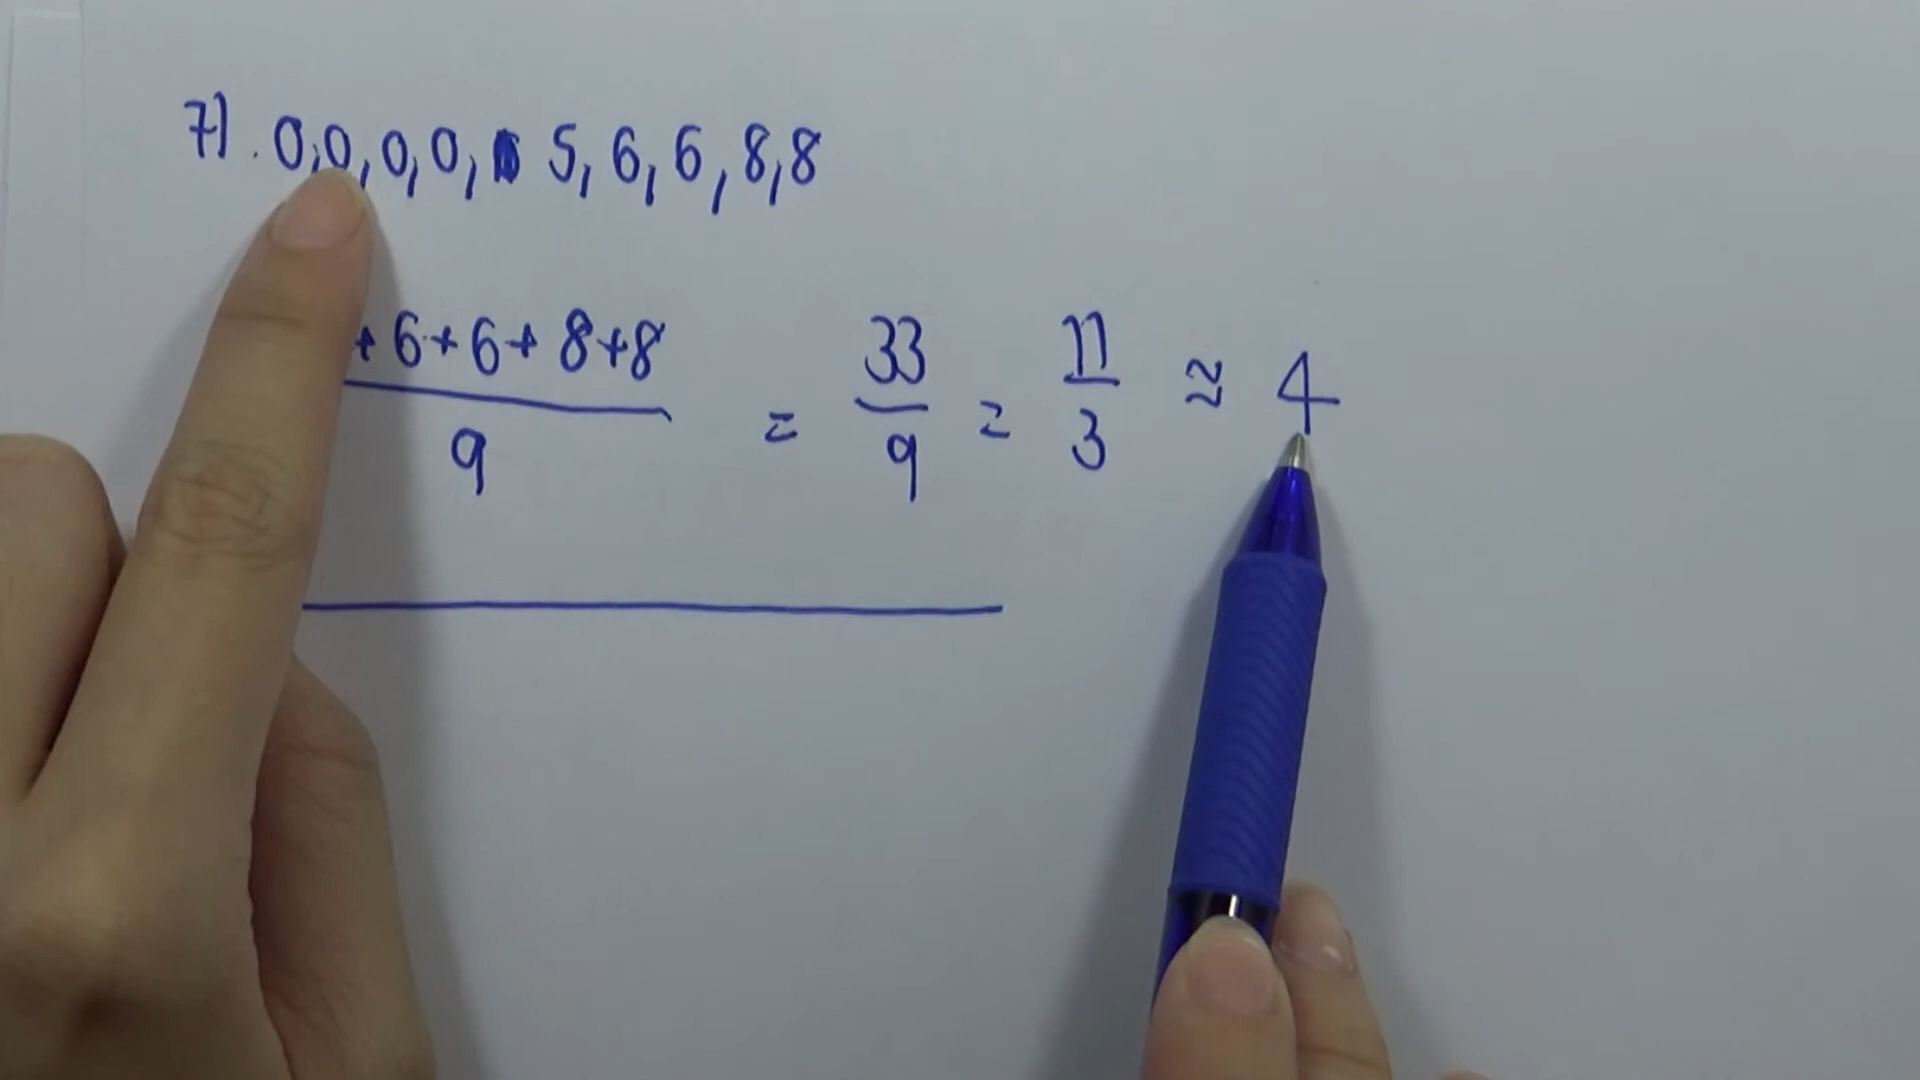 7). 0, 0, 0, 0, 5, 6, 6, 8, 8
+ 6 + 6 + 8 + 8 / 9 = 33/9 = 11/3 ≈ 4